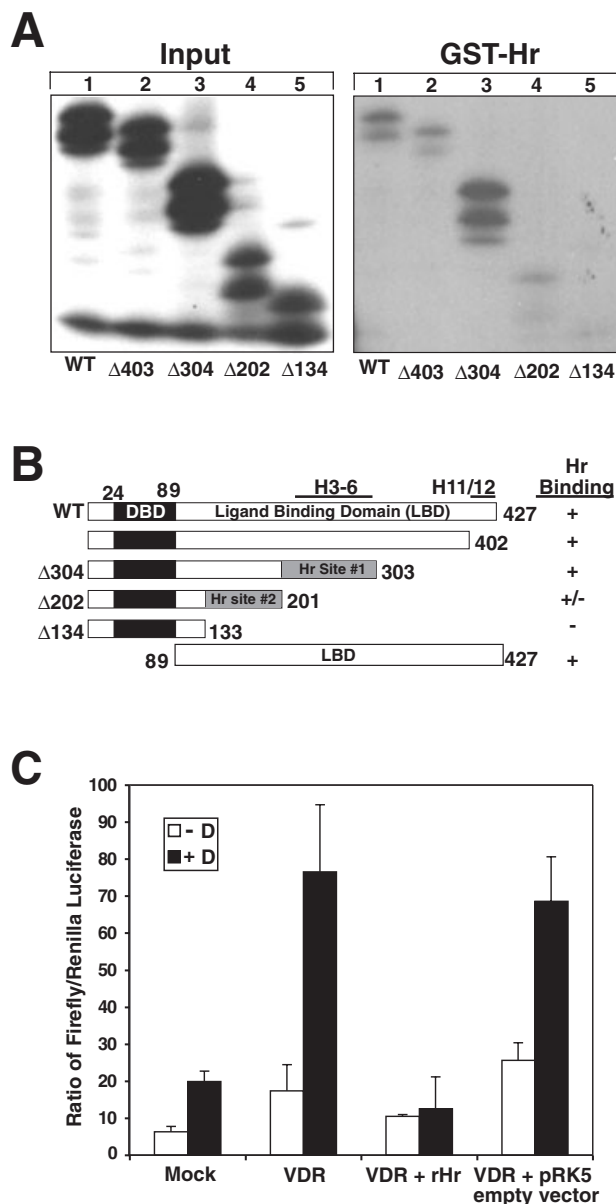 A
Input GST-Hr
1 2 3 4 5 1 2 3 4 5
WT Δ403 Δ304 Δ202 Δ134 WT Δ403 Δ304 Δ202 Δ134
B
Hr
24 89 H3-6 H11/12 Binding
WT DBD Ligand Binding Domain (LBD) 427 +
402 +
Δ304 Hr Site #1 303 +
Δ202 Hr site #2 201 +/-
Δ134 133 -
89 LBD 427 +
C
Ratio of Firefly/Renilla Luciferase
100
90
80
70
60
50
40
30
20
10
0
- D
+ D
Mock VDR VDR + rHr VDR + pRK5
empty vector